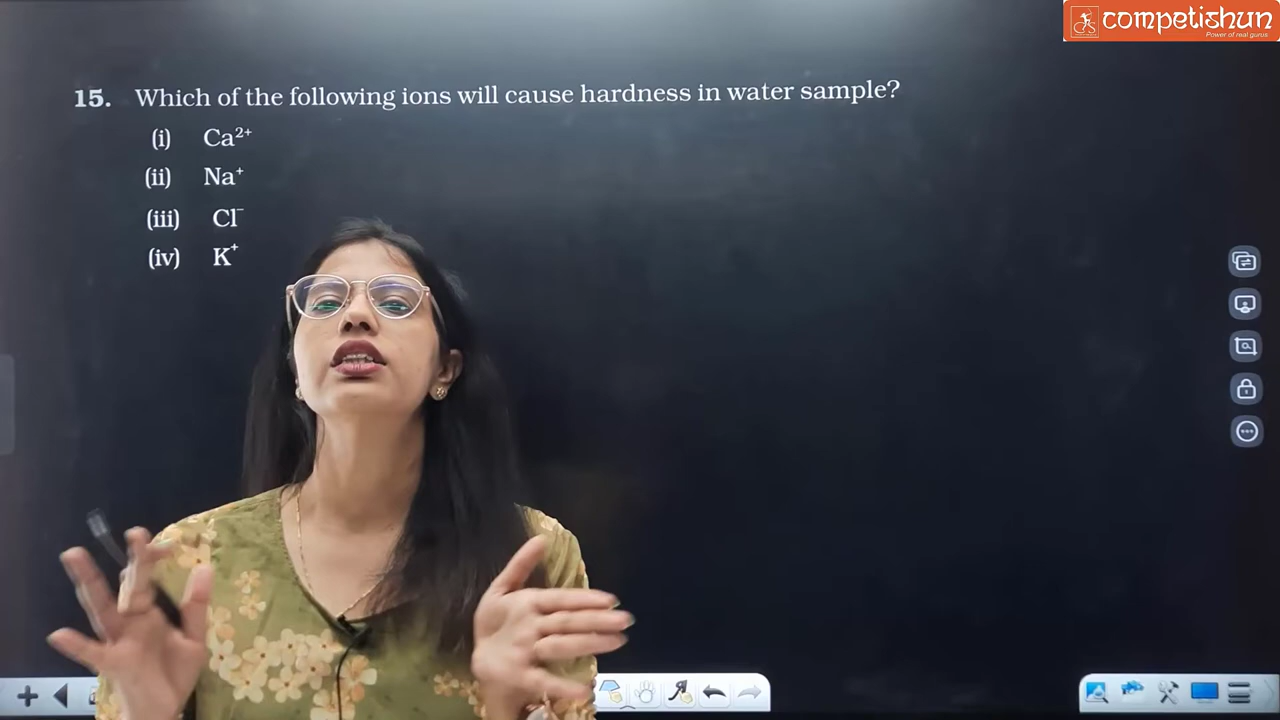 competishun
Power of real gurus
15. Which of the following ions will cause hardness in water sample?
(i) Ca²⁺
(ii) Na⁺
(iii) Cl⁻
(iv) K⁺